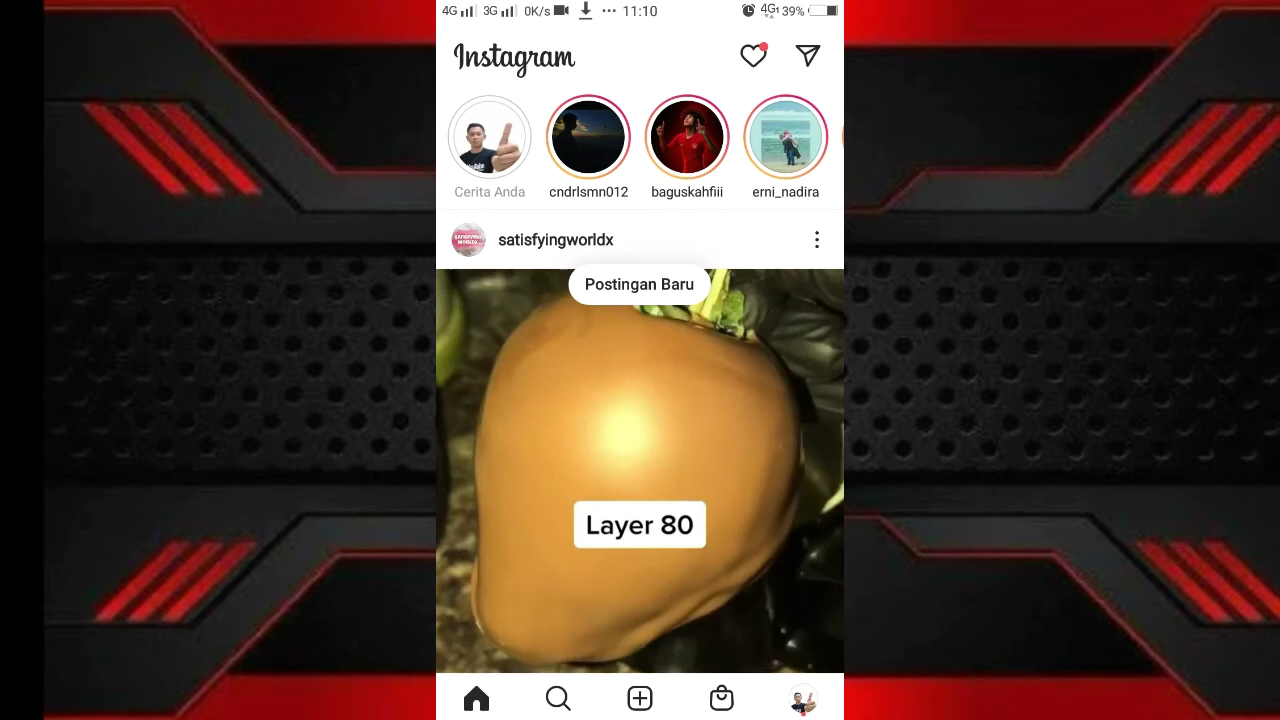 4G 3G 0K/s ... 11:10 4G 39%
Instagram
Cerita Anda cndrlsmn012 baguskahfiii erni_nadira
satisfyingworldx
Postingan Baru
Layer 80